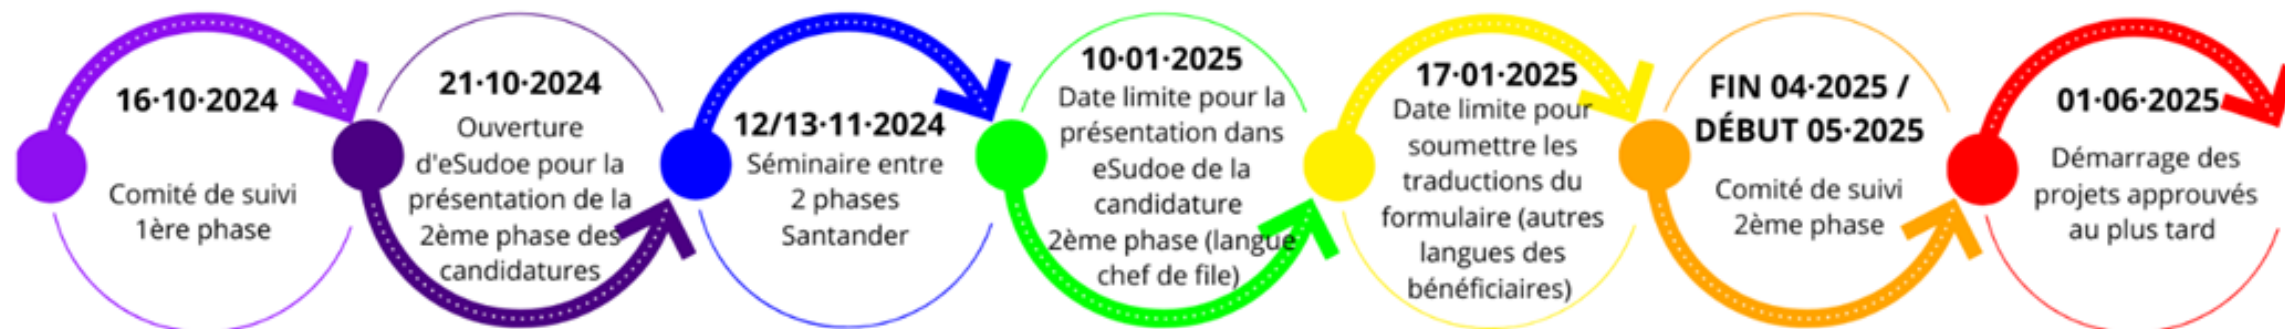 16·10·2024
Comité de suivi
1ère phase
21·10·2024
Ouverture
d'eSudoe pour la
présentation de la
2ème phase des
candidatures
12/13·11·2024
Séminaire entre
2 phases
Santander
10·01·2025
Date limite pour la
présentation dans
eSudoe de la
candidature
2ème phase (langue
chef de file)
17·01·2025
Date limite pour
soumettre les
traductions du
formulaire (autres
langues des
bénéficiaires)
FIN 04·2025 /
DÉBUT 05·2025
Comité de suivi
2ème phase
01·06·2025
Démarrage des
projets approuvés
au plus tard